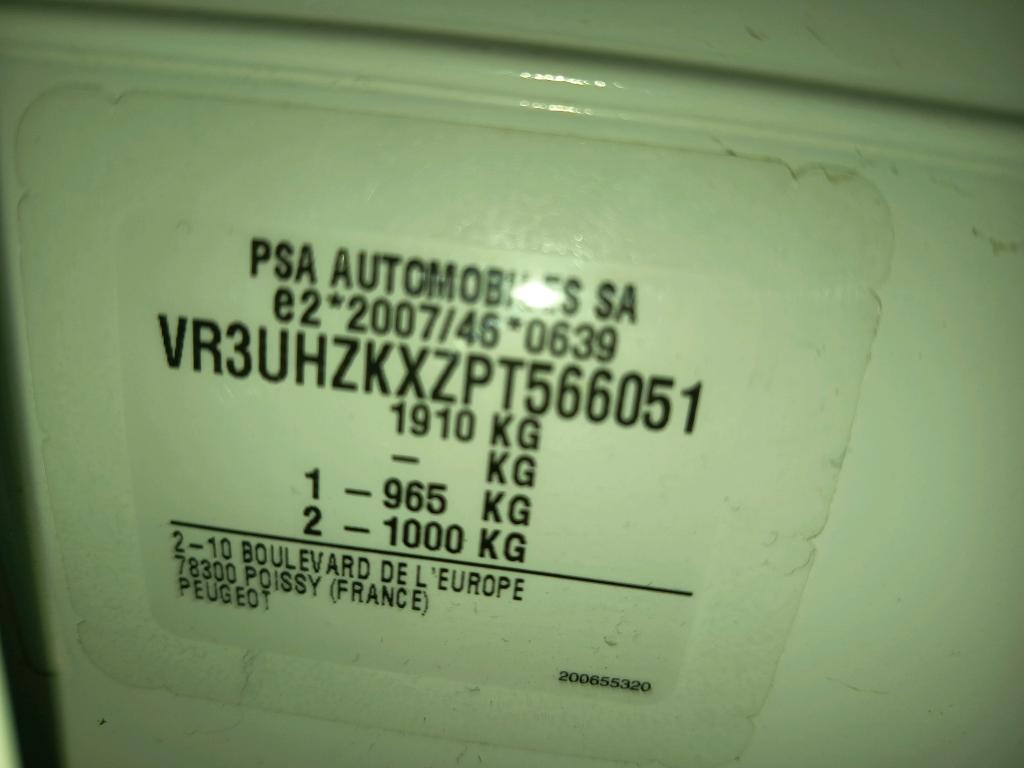 PSA AUTOMOBILES SA
e2*2007/46*0639
VR3UHZKXZPT566051
1910 KG
– KG
1 – 965 KG
2 – 1000 KG
2–10 BOULEVARD DE L'EUROPE
78300 POISSY (FRANCE)
PEUGEOT
200655320